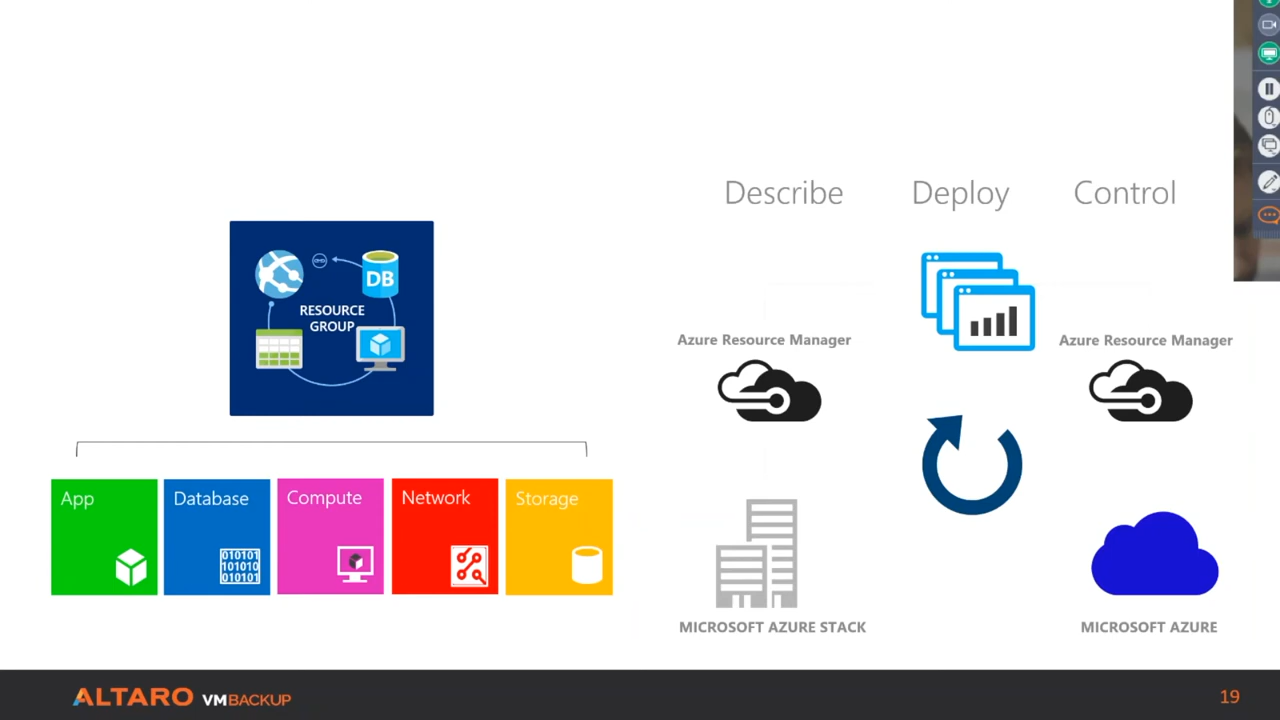 Describe
Deploy
Control
DB
RESOURCE
GROUP
Azure Resource Manager
Azure Resource Manager
App
Database
Compute
Network
Storage
010101
101010
010101
MICROSOFT AZURE STACK
MICROSOFT AZURE
ALTARO VMBACKUP
19